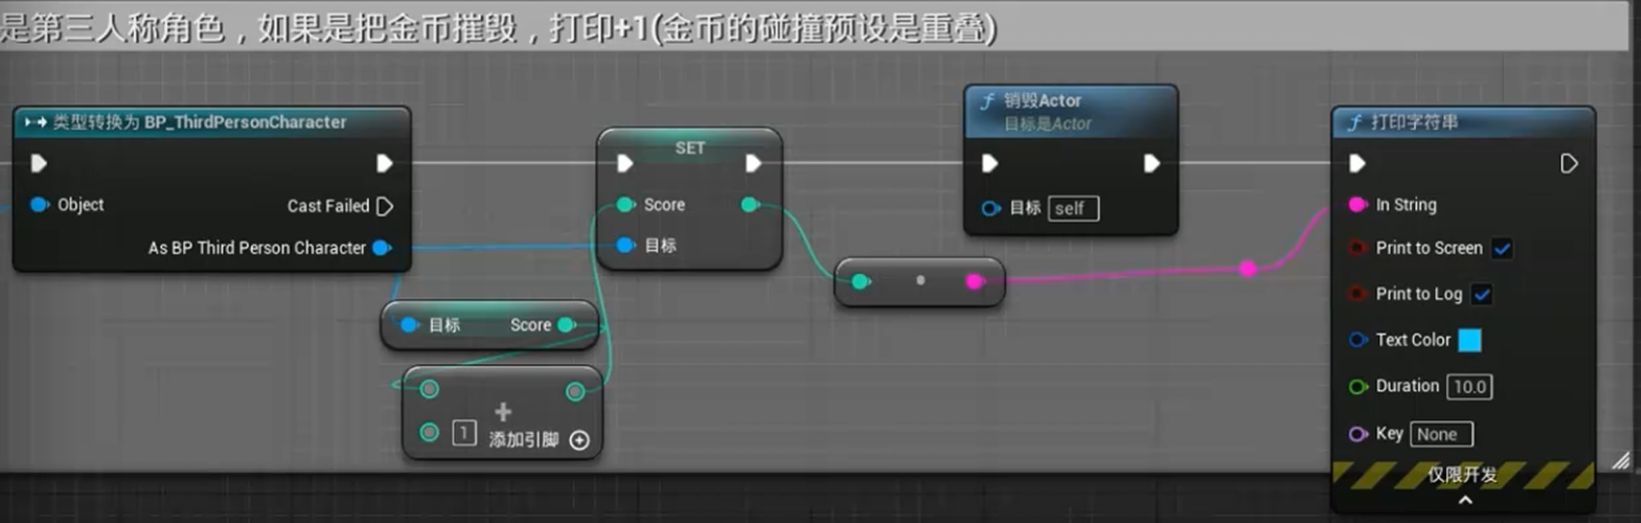 是第三人称角色，如果是把金币摧毁，打印+1(金币的碰撞预设是重叠)
类型转换为 BP_ThirdPersonCharacter
Object
Cast Failed
As BP Third Person Character
SET
Score
目标
目标 Score
1 添加引脚
销毁Actor
目标是Actor
目标 self
打印字符串
In String
Print to Screen
Print to Log
Text Color
Duration 10.0
Key None
仅限开发